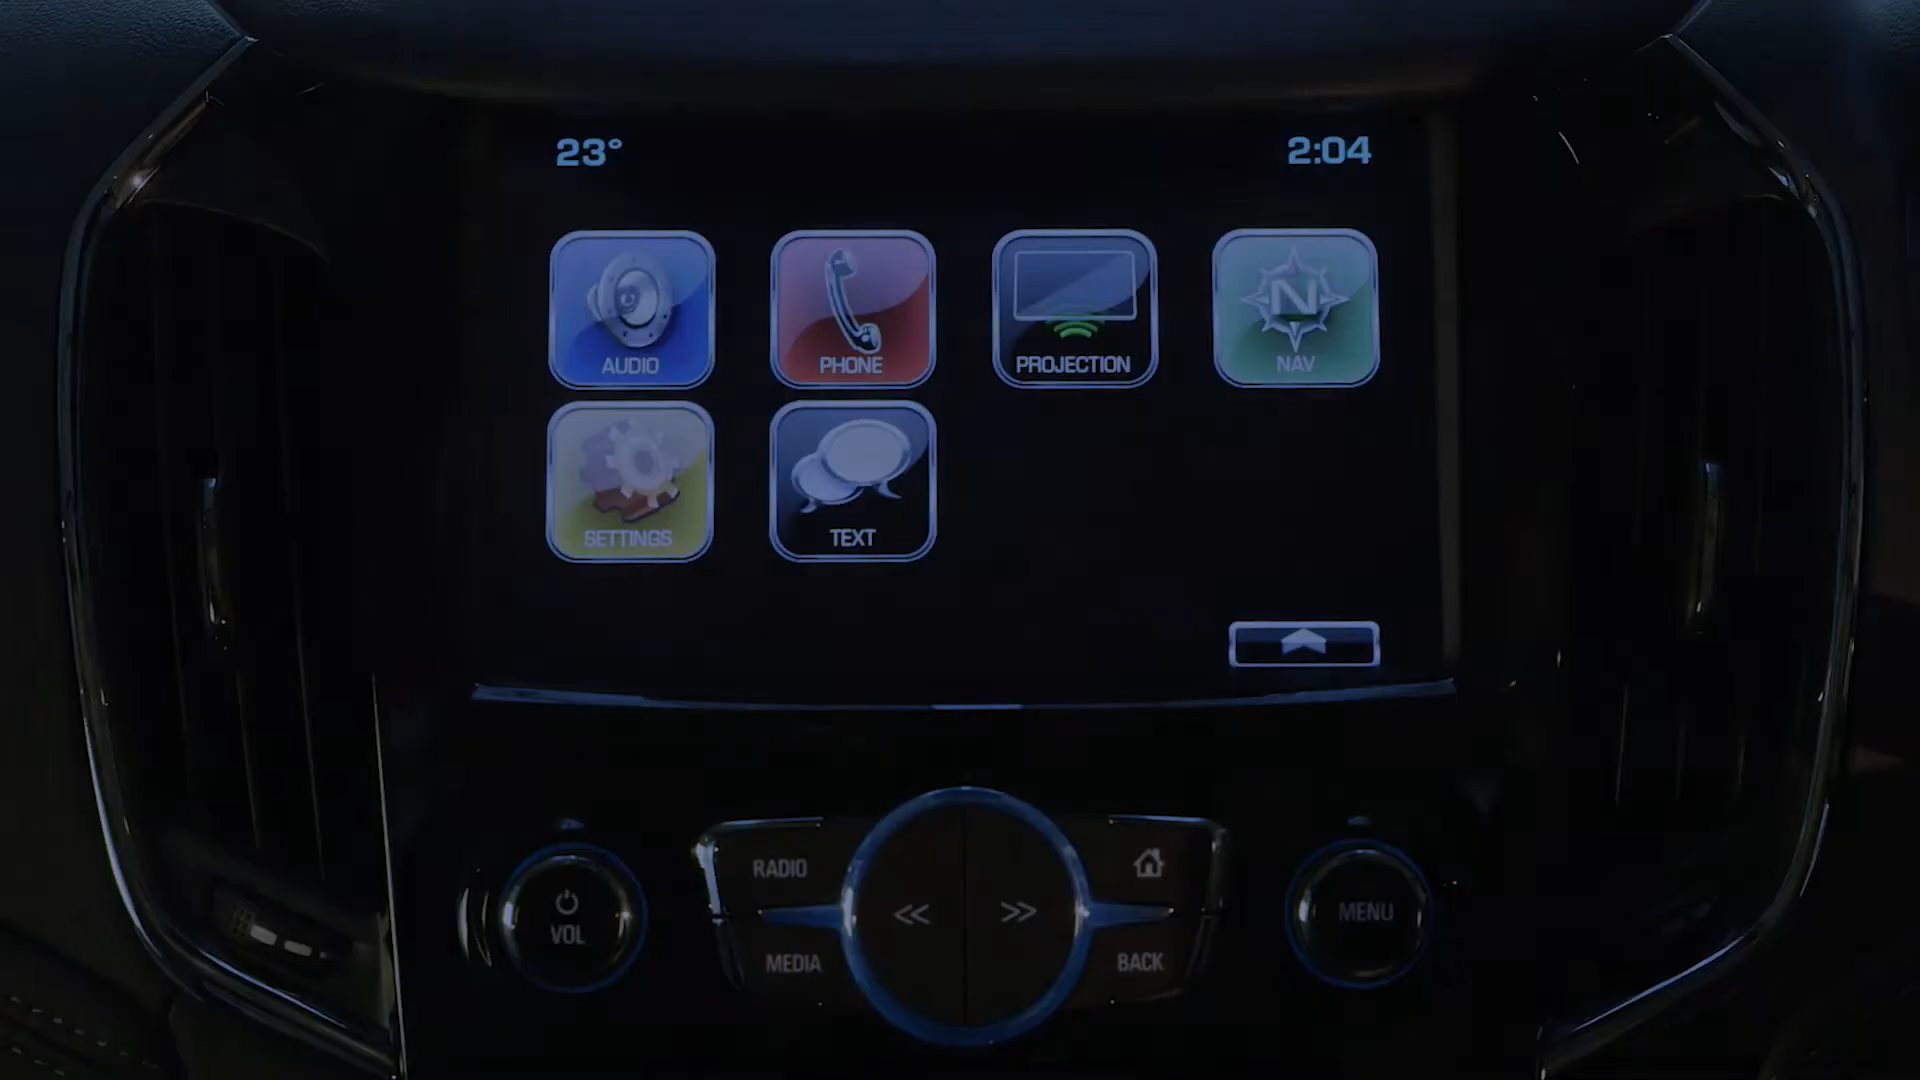 23°
2:04
AUDIO
PHONE
PROJECTION
N
NAV
SETTINGS
TEXT
RADIO
VOL
<<
>>
MENU
MEDIA
BACK